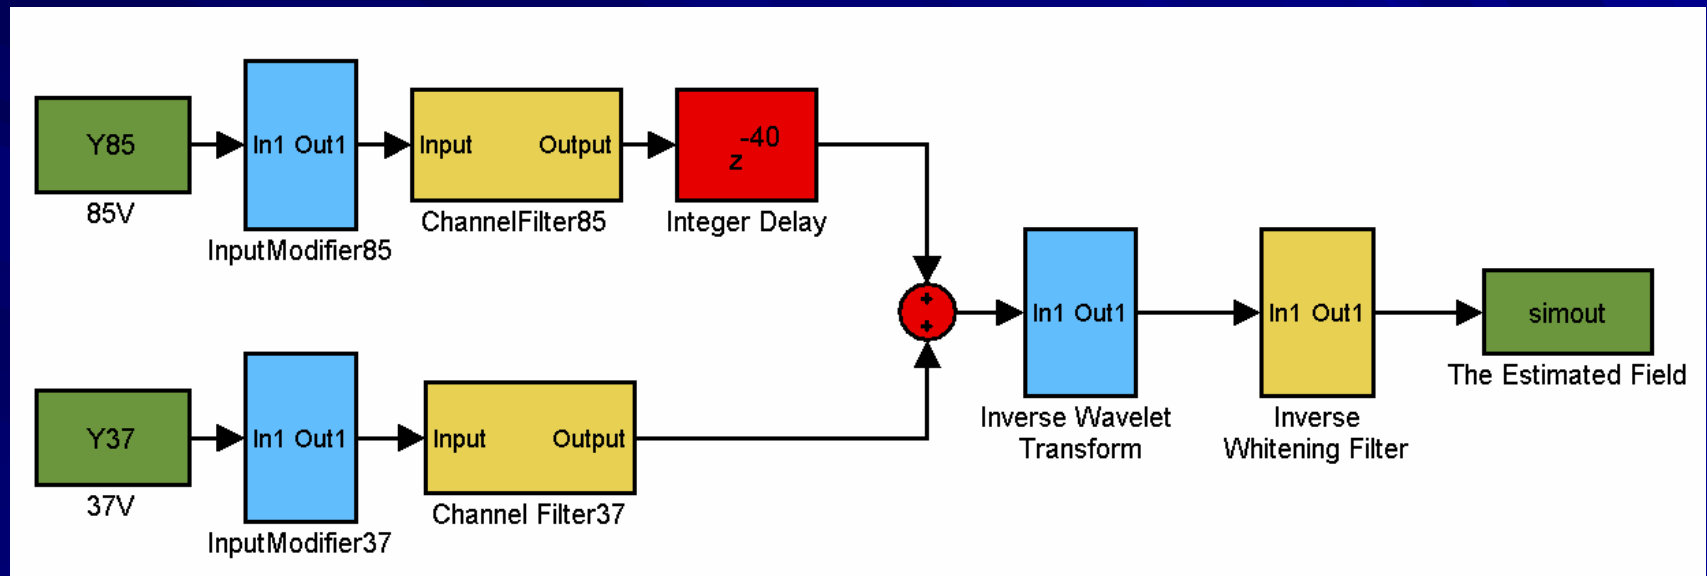 Y85
85V
In1 Out1
InputModifier85
Input Output
ChannelFilter85
z-40
Integer Delay
+
+
In1 Out1
Inverse Wavelet
Transform
In1 Out1
Inverse
Whitening Filter
simout
The Estimated Field
Y37
37V
In1 Out1
InputModifier37
Input Output
Channel Filter37